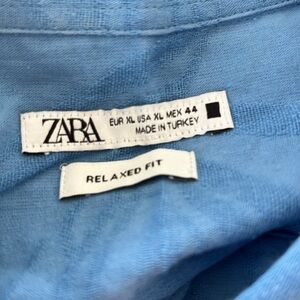 ZARA
EUR XL USA XL MEX 44
MADE IN TURKEY
RELAXED FIT